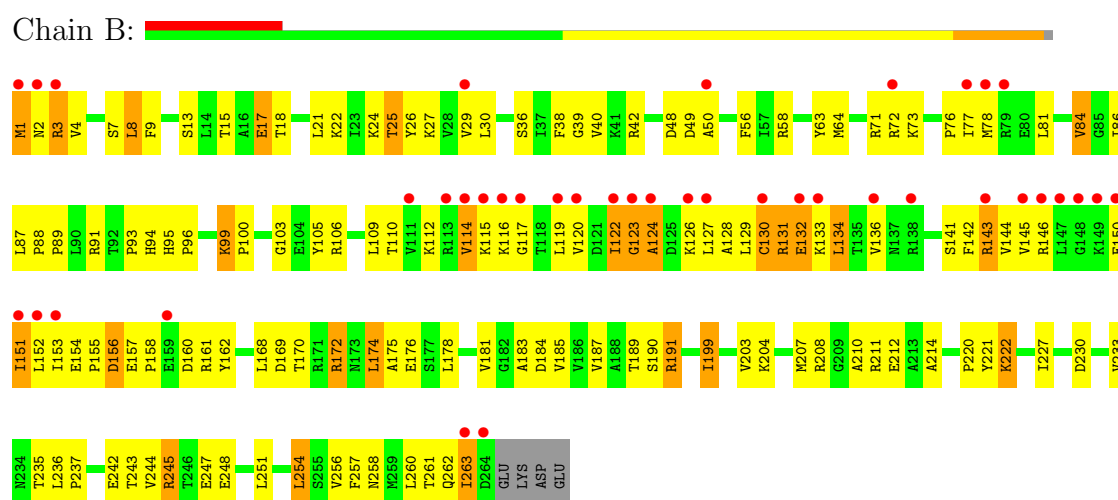 Chain B:
M1 N2 R3 V4 S7 L8 F9 S13 L14 T15 A16 E17 T18 L21 K22 I23 K24 T25 Y26 K27 V28 V29 L30 S36 I37 F38 G39 V40 K41 R42 D48 D49 A50 F56 I57 R58 Y63 M64 R71 R72 K73 P76 I77 M78 R79 E80 L81 V84 G85 I86
L87 P88 P89 L90 R91 T92 P93 H94 H95 P96 K99 P100 G103 E104 Y105 R106 L109 T110 V111 K112 R113 V114 K115 K116 G117 T118 L119 V120 D121 I122 G123 A124 D125 K126 L127 A128 L129 C130 R131 E132 K133 L134 T135 V136 N137 R138 S141 F142 R143 V144 V145 R146 L147 G148 K149 E150
I151 L152 I153 E154 P155 D156 E157 P158 E159 D160 R161 Y162 L168 D169 T170 R171 R172 N173 L174 A175 E176 S177 L178 V181 G182 A183 D184 V185 V186 V187 A188 T189 S190 R191 I199 V203 K204 M207 R208 G209 A210 R211 E212 A213 A214 P220 Y221 K222 I227 D230 V233
N234 T235 L236 P237 E242 T243 V244 R245 T246 E247 E248 L251 L254 S255 V256 F257 N258 M259 L260 T261 Q262 I263 D264 GLU LYS ASP GLU